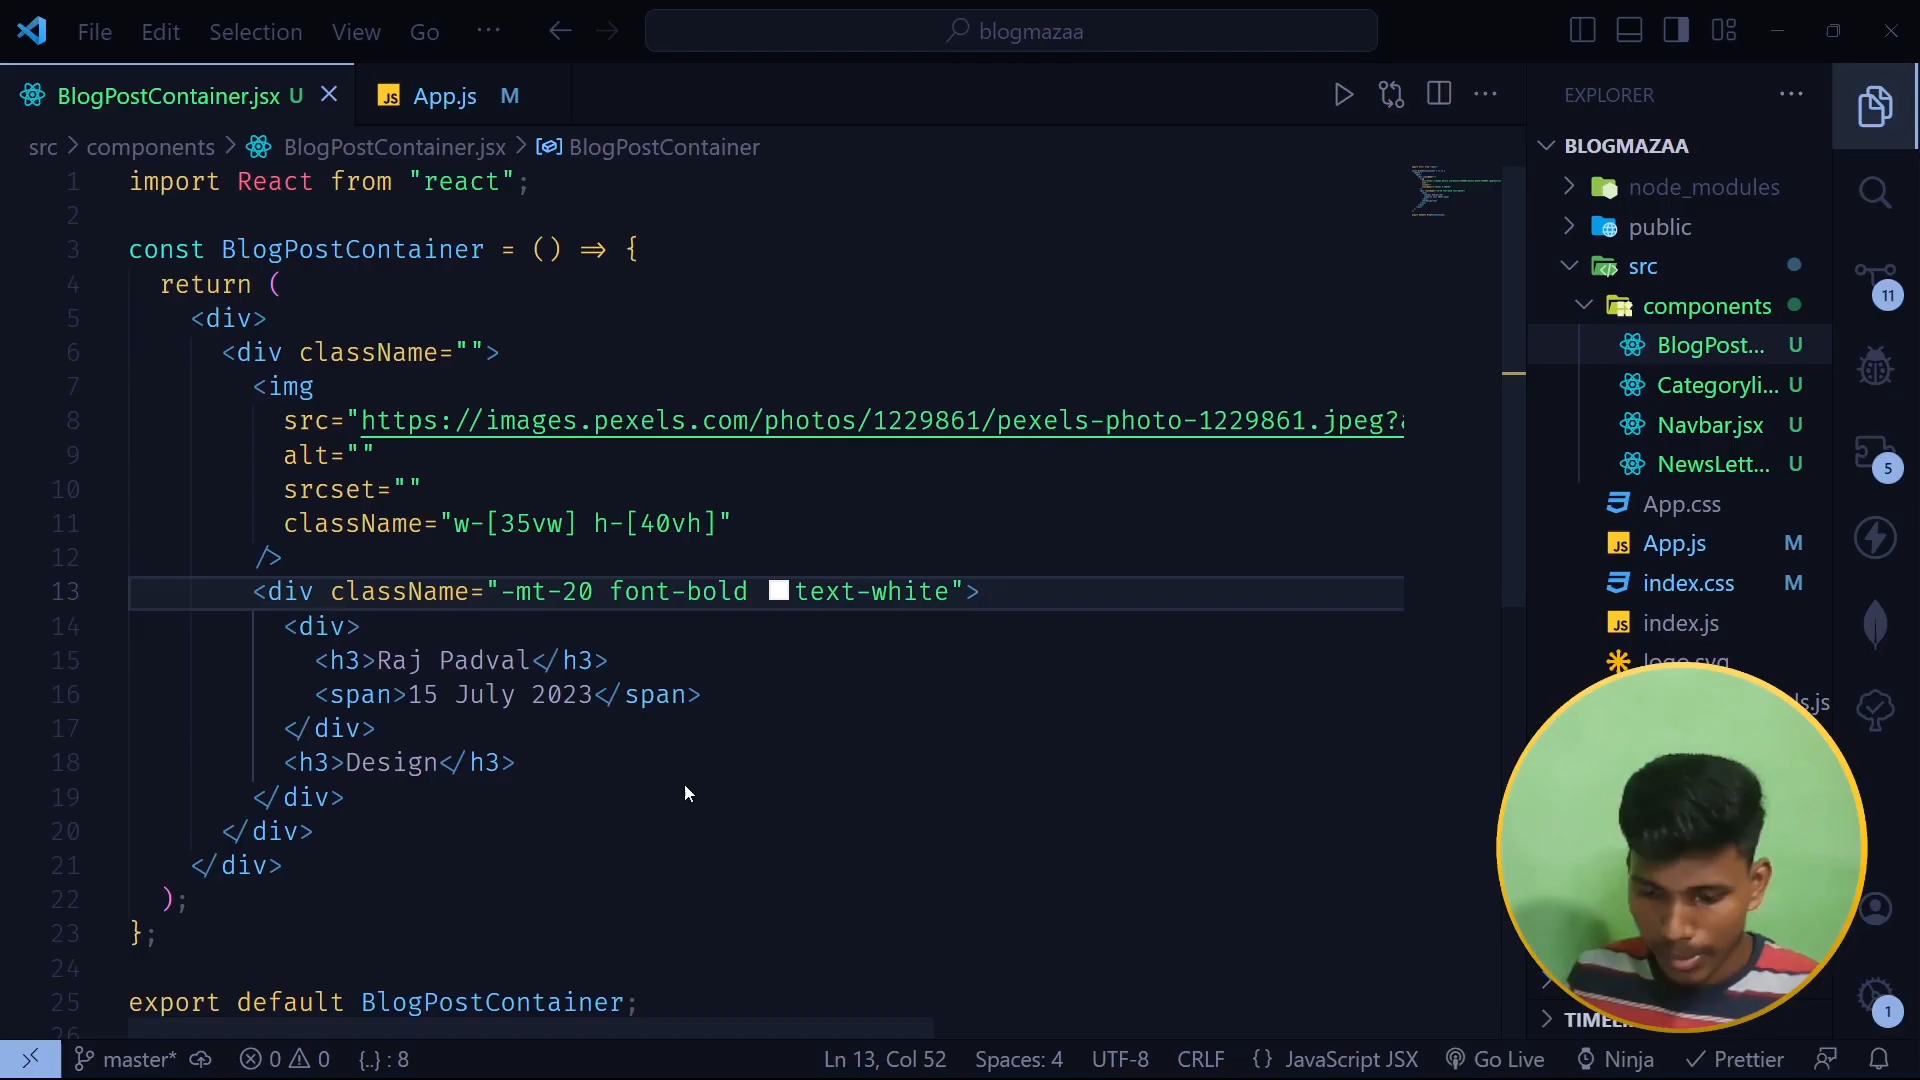 File Edit Selection View Go ··· blogmazaa
BlogPostContainer.jsx U App.js M
src > components > BlogPostContainer.jsx > BlogPostContainer
1 import React from "react";
2
3 const BlogPostContainer = () => {
4 return (
5 <div>
6 <div className="">
7 <img
8 src="https://images.pexels.com/photos/1229861/pexels-photo-1229861.jpeg?a
9 alt=""
10 srcset=""
11 className="w-[35vw] h-[40vh]"
12 />
13 <div className="-mt-20 font-bold text-white">
14 <div>
15 <h3>Raj Padval</h3>
16 <span>15 July 2023</span>
17 </div>
18 <h3>Design</h3>
19 </div>
20 </div>
21 </div>
22 );
23 };
24
25 export default BlogPostContainer;
26
EXPLORER ···
BLOGMAZAA
node_modules
public
src
components
BlogPost... U
Categoryli... U
Navbar.jsx U
NewsLett... U
App.css
App.js M
index.css M
index.js
logo.svg
ls.js
11
5
1
master* 0 0 {..} : 8 Ln 13, Col 52 Spaces: 4 UTF-8 CRLF {} JavaScript JSX Go Live Ninja Prettier